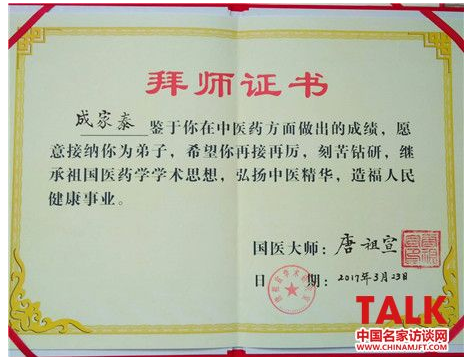 拜师证书
成家泰 鉴于你在中医药方面做出的成绩，愿
意接纳你为弟子，希望你再接再厉，刻苦钻研，继
承祖国医药学学术思想，弘扬中医精华，造福人民
健康事业。
国医大师：唐祖宣
日 期：2017年3月23日
TALK
中国名家访谈网
WWW.CHINAMJFT.COM